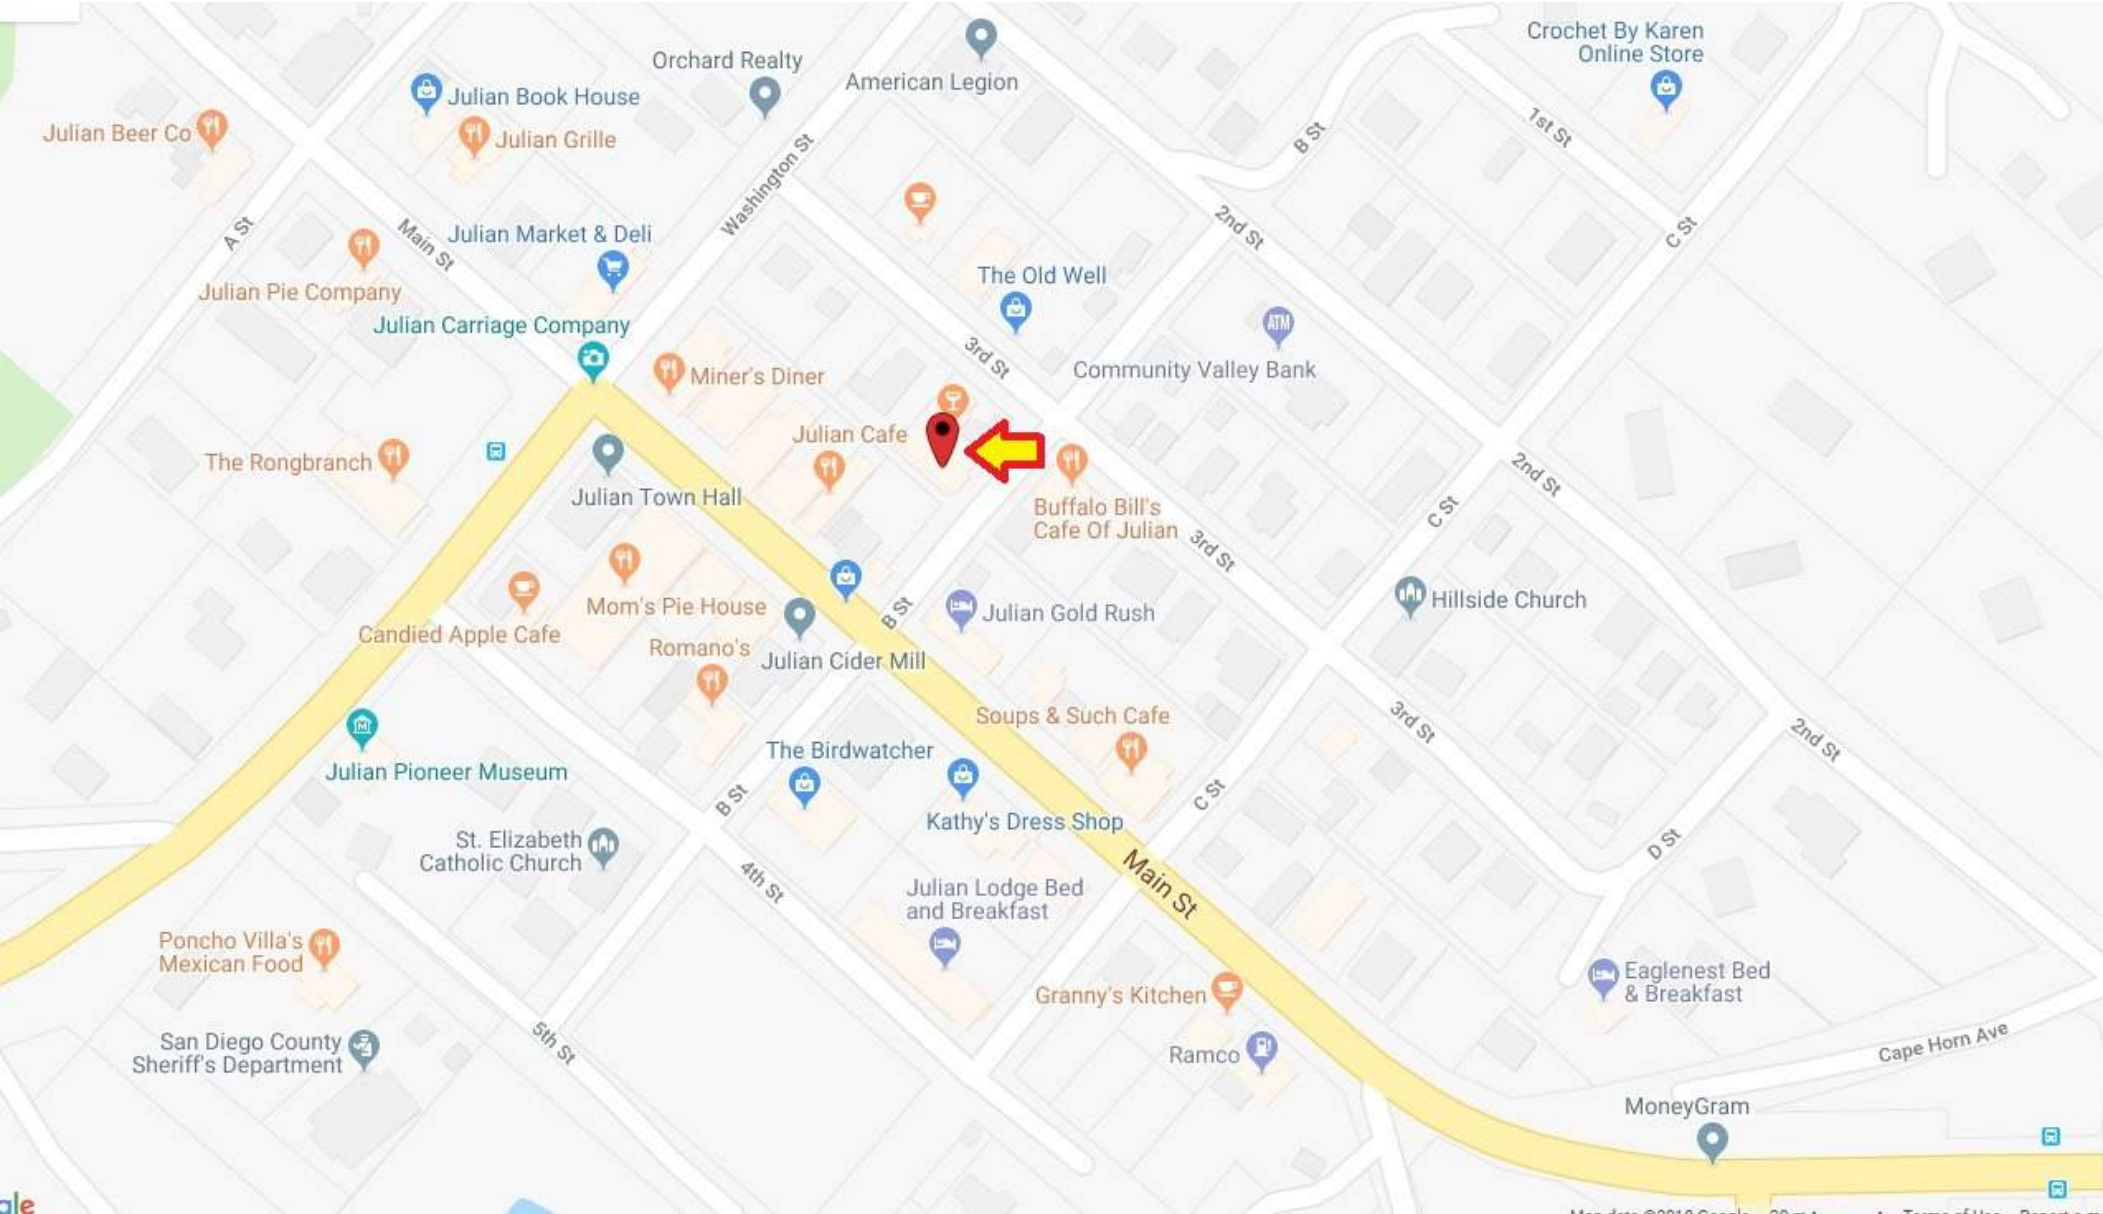 Crochet By Karen
Online Store
Orchard Realty
American Legion
Julian Book House
Julian Beer Co
Julian Grille
1st St
B St
Washington St
2nd St
A St
Main St
Julian Market & Deli
C St
The Old Well
Julian Pie Company
Julian Carriage Company
3rd St
ATM
Community Valley Bank
Miner's Diner
Julian Cafe
The Rongbranch
2nd St
Julian Town Hall
Buffalo Bill's
Cafe Of Julian
C St
3rd St
Mom's Pie House
B St
Julian Gold Rush
Hillside Church
Candied Apple Cafe
Romano's
Julian Cider Mill
Soups & Such Cafe
3rd St
2nd St
The Birdwatcher
Julian Pioneer Museum
B St
C St
Kathy's Dress Shop
D St
St. Elizabeth
Catholic Church
4th St
Main St
Julian Lodge Bed
and Breakfast
Poncho Villa's
Mexican Food
Eaglenest Bed
& Breakfast
Granny's Kitchen
San Diego County
Sheriff's Department
5th St
Ramco
Cape Horn Ave
MoneyGram